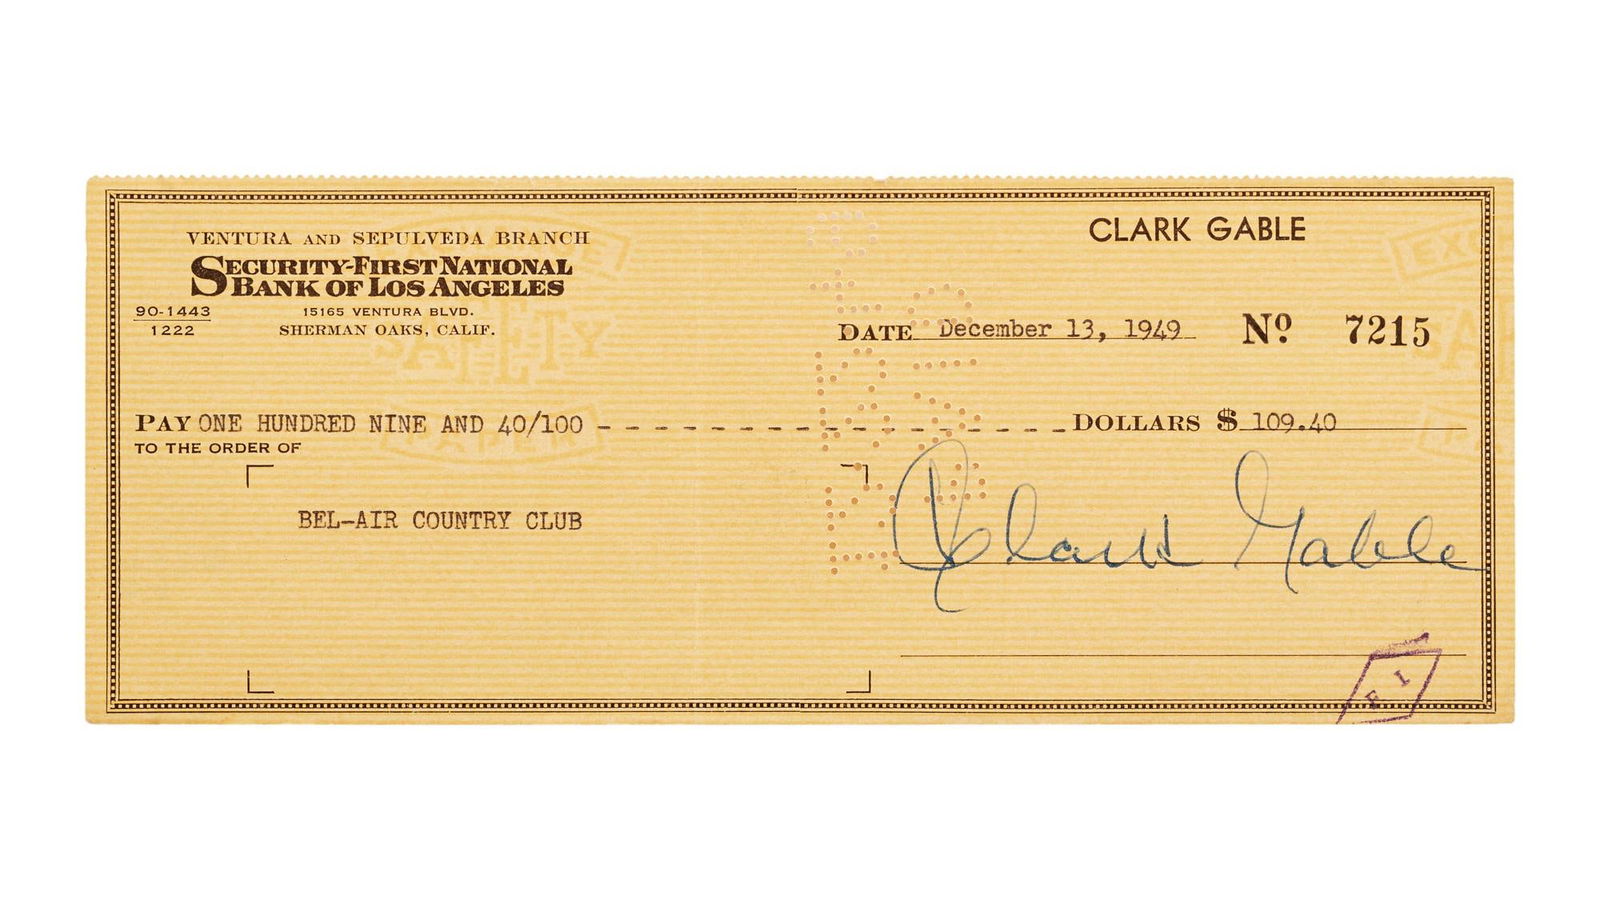 CLARK GABLE
VENTURA AND SEPULVEDA BRANCH
SECURITY-FIRST NATIONAL
BANK OF LOS ANGELES
90-1443
1222
15165 VENTURA BLVD.
SHERMAN OAKS, CALIF.
DATE December 13, 1949 Nº 7215
PAY ONE HUNDRED NINE AND 40/100 DOLLARS $ 109.40
TO THE ORDER OF
BEL-AIR COUNTRY CLUB
Clark Gable
SAFETY